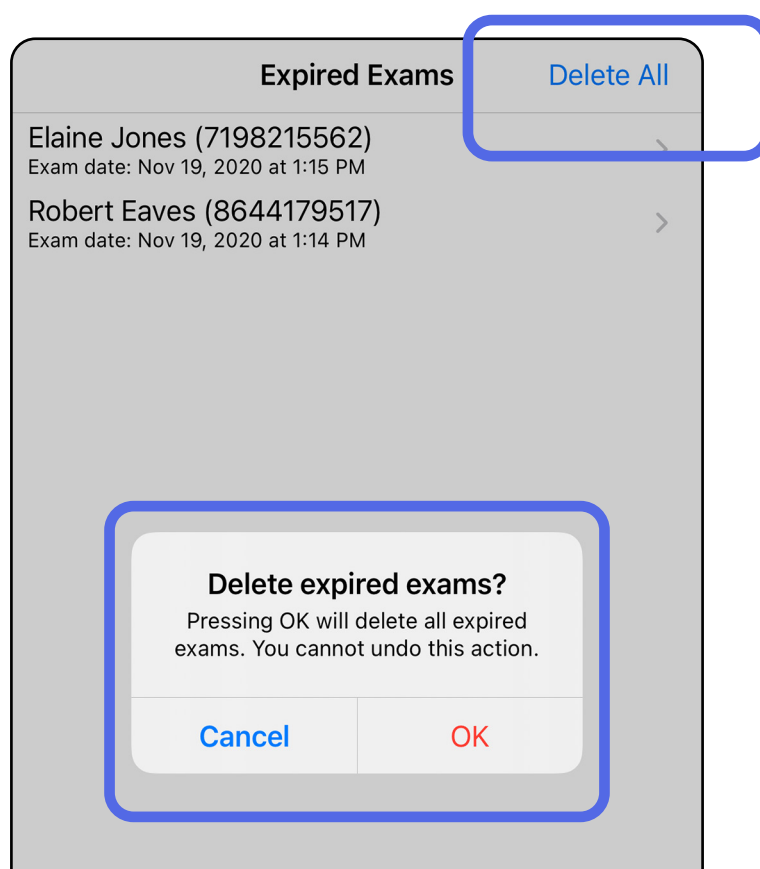 Expired Exams
Delete All
Elaine Jones (7198215562)
Exam date: Nov 19, 2020 at 1:15 PM
Robert Eaves (8644179517)
Exam date: Nov 19, 2020 at 1:14 PM
Delete expired exams?
Pressing OK will delete all expired
exams. You cannot undo this action.
Cancel
OK